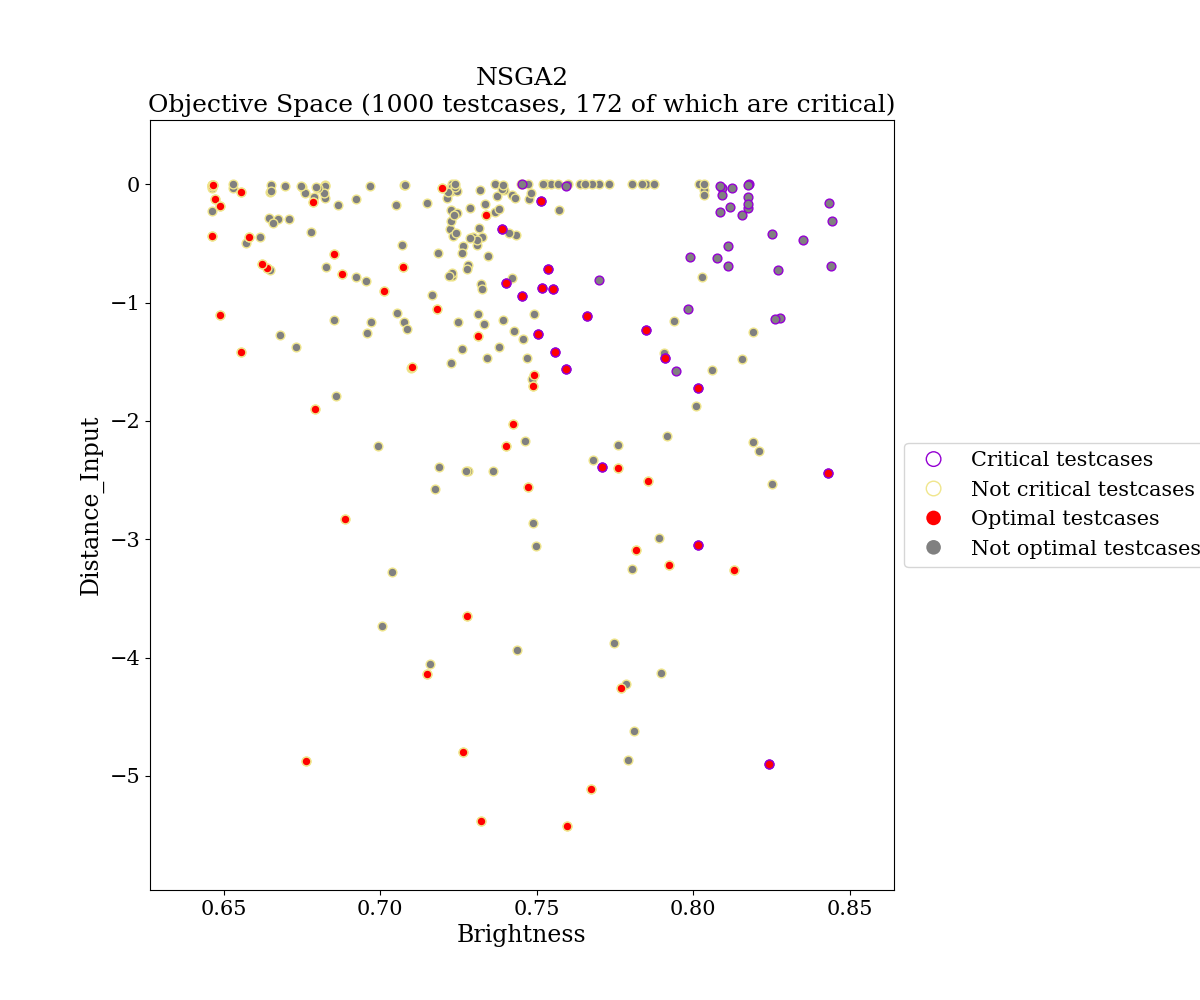 NSGA2
Objective Space (1000 testcases, 172 of which are critical)
0
−1
−2
−3
−4
−5
Distance_Input
0.65
0.70
0.75
0.80
0.85
Brightness
Critical testcases
Not critical testcases
Optimal testcases
Not optimal testcases